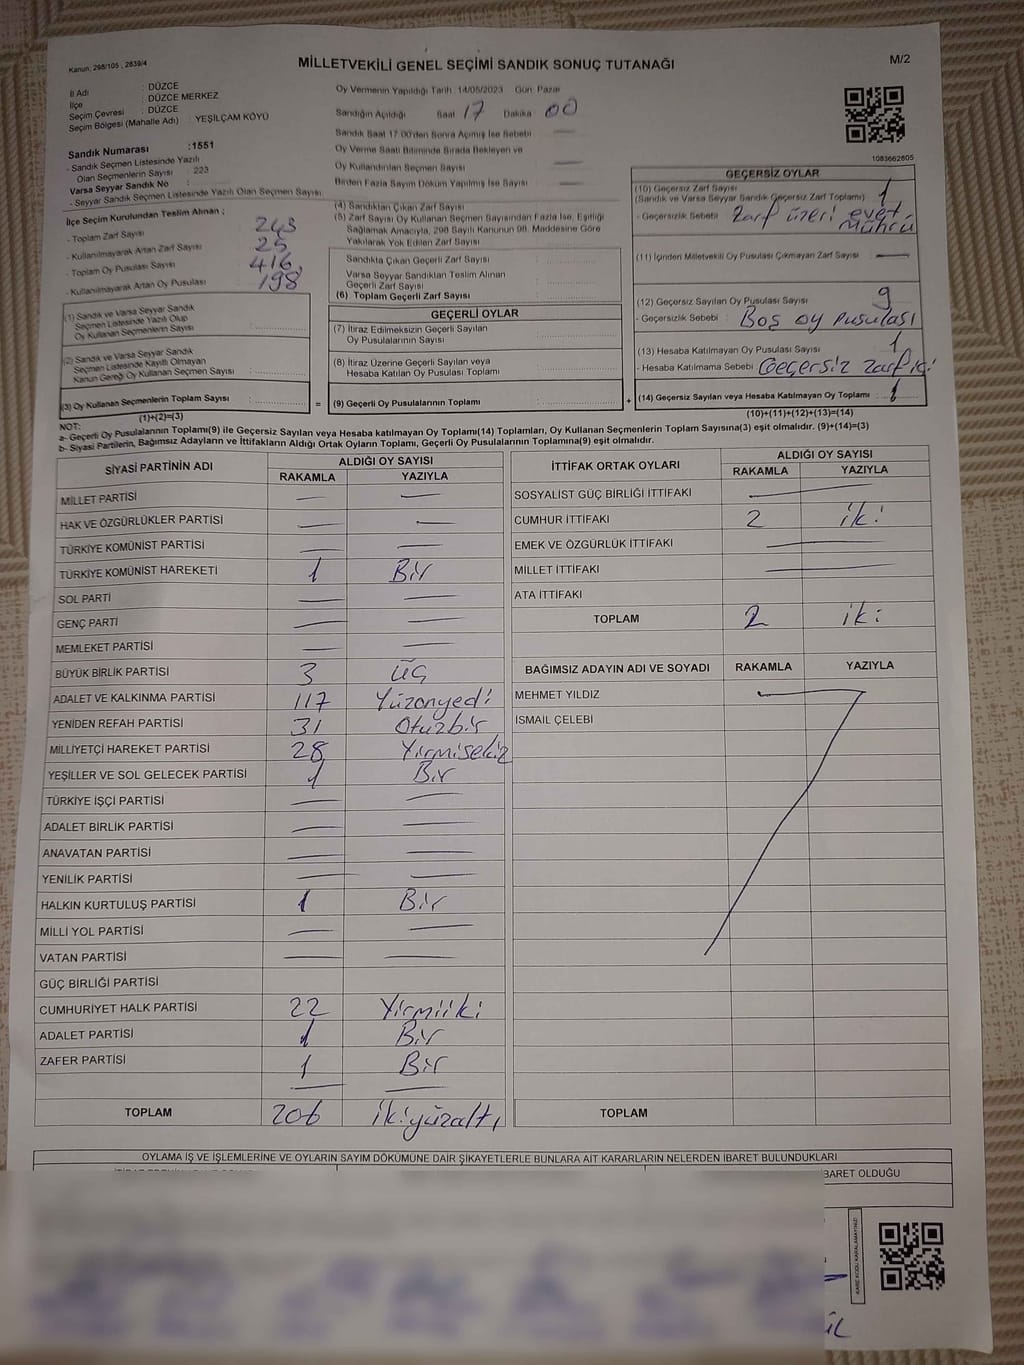 Kanun, 298/105 , 2839/4
MİLLETVEKİLİ GENEL SEÇİMİ SANDIK SONUÇ TUTANAĞI
M/2
İl Adı : DÜZCE
İlçe : DÜZCE MERKEZ
Seçim Çevresi : DÜZCE
Seçim Bölgesi (Mahalle Adı) : YEŞİLÇAM KÖYÜ
Sandık Numarası :1551
- Sandık Seçmen Listesinde Yazılı
Olan Seçmenlerin Sayısı : 223
Varsa Seyyar Sandık No :
- Seyyar Sandık Seçmen Listesinde Yazılı Olan Seçmen Sayısı
İlçe Seçim Kurulundan Teslim Alınan ;
- Toplam Zarf Sayısı 243
- Kullanılmayarak Artan Zarf Sayısı 25
- Toplam Oy Pusulası Sayısı 416
- Kullanılmayarak Artan Oy Pusulası 198
(1) Sandık ve Varsa Seyyar Sandık
Seçmen Listesinde Yazılı Olup
Oy Kullanan Seçmenlerin Sayısı
(2) Sandık ve Varsa Seyyar Sandık
Seçmen Listesinde Kayıtlı Olmayan
Kanun Gereği Oy Kullanan Seçmen Sayısı
(3) Oy Kullanan Seçmenlerin Toplam Sayısı
(1)+(2)=(3)
Oy Vermenin Yapıldığı Tarih :14/05/2023 Gün: Pazar
Sandığın Açıldığı Saat 17 Dakika 00
Sandık Saat 17.00'den Sonra Açılmış İse Sebebi
Oy Verme Saati Bitiminde Sırada Bekleyen ve
Oy Kullandırılan Seçmen Sayısı
Birden Fazla Sayım Döküm Yapılmış İse Sayısı
(4) Sandıktan Çıkan Zarf Sayısı
(5) Zarf Sayısı Oy Kullanan Seçmen Sayısından Fazla İse, Eşitliği
Sağlamak Amacıyla, 298 Sayılı Kanunun 98. Maddesine Göre
Yakılarak Yok Edilen Zarf Sayısı
Sandıkta Çıkan Geçerli Zarf Sayısı
Varsa Seyyar Sandıktan Teslim Alınan
Geçerli Zarf Sayısı
(6) Toplam Geçerli Zarf Sayısı
GEÇERLİ OYLAR
(7) İtiraz Edilmeksizin Geçerli Sayılan
Oy Pusulalarının Sayısı
(8) İtiraz Üzerine Geçerli Sayılan veya
Hesaba Katılan Oy Pusulası Toplamı
= (9) Geçerli Oy Pusulalarının Toplamı +
1083662605
GEÇERSİZ OYLAR
(10) Geçersiz Zarf Sayısı 1
(Sandık ve Varsa Seyyar Sandık Geçersiz Zarf Toplamı)
- Geçersizlik Sebebi : Zarf üzeri evet
mührü
(11) İçinden Milletvekili Oy Pusulası Çıkmayan Zarf Sayısı
(12) Geçersiz Sayılan Oy Pusulası Sayısı 9
- Geçersizlik Sebebi : Boş oy pusulası
(13) Hesaba Katılmayan Oy Pusulası Sayısı 1
- Hesaba Katılmama Sebebi Geçersiz zarf içi
(14) Geçersiz Sayılan veya Hesaba Katılmayan Oy Toplamı :
(10)+(11)+(12)+(13)=(14)
NOT:
a- Geçerli Oy Pusulalarının Toplamı(9) ile Geçersiz Sayılan veya Hesaba Katılmayan Oy Toplamı(14) Toplamları, Oy Kullanan Seçmenlerin Toplam Sayısına(3) eşit olmalıdır. (9)+(14)=(3)
b- Siyasi Partilerin, Bağımsız Adayların ve İttifakların Aldığı Ortak Oyların Toplamı, Geçerli Oy Pusulalarının Toplamına(9) eşit olmalıdır.
SİYASİ PARTİNİN ADI ALDIĞI OY SAYISI
RAKAMLA YAZIYLA
MİLLET PARTİSİ
HAK VE ÖZGÜRLÜKLER PARTİSİ
TÜRKİYE KOMÜNİST PARTİSİ
TÜRKİYE KOMÜNİST HAREKETİ 1 Bir
SOL PARTİ
GENÇ PARTİ
MEMLEKET PARTİSİ
BÜYÜK BİRLİK PARTİSİ 3 Üç
ADALET VE KALKINMA PARTİSİ 117 Yüzonyedi
YENİDEN REFAH PARTİSİ 31 Otuzbir
MİLLİYETÇİ HAREKET PARTİSİ 28 Yirmisekiz
YEŞİLLER VE SOL GELECEK PARTİSİ 1 Bir
TÜRKİYE İŞÇİ PARTİSİ
ADALET BİRLİK PARTİSİ
ANAVATAN PARTİSİ
YENİLİK PARTİSİ
HALKIN KURTULUŞ PARTİSİ 1 Bir
MİLLİ YOL PARTİSİ
VATAN PARTİSİ
GÜÇ BİRLİĞİ PARTİSİ
CUMHURİYET HALK PARTİSİ 22 Yirmiiki
ADALET PARTİSİ 1 Bir
ZAFER PARTİSİ 1 Bir
TOPLAM 206 ikiyüzaltı
İTTİFAK ORTAK OYLARI ALDIĞI OY SAYISI
RAKAMLA YAZIYLA
SOSYALİST GÜÇ BİRLİĞİ İTTİFAKI
CUMHUR İTTİFAKI 2 iki
EMEK VE ÖZGÜRLÜK İTTİFAKI
MİLLET İTTİFAKI
ATA İTTİFAKI
TOPLAM 2 iki
BAĞIMSIZ ADAYIN ADI VE SOYADI RAKAMLA YAZIYLA
MEHMET YILDIZ
İSMAİL ÇELEBİ
TOPLAM
OYLAMA İŞ VE İŞLEMLERİNE VE OYLARIN SAYIM DÖKÜMÜNE DAİR ŞİKAYETLERLE BUNLARA AİT KARARLARIN NELERDEN İBARET BULUNDUKLARI
İBARET OLDUĞU
KARE KODU KARALAMAYINIZ!